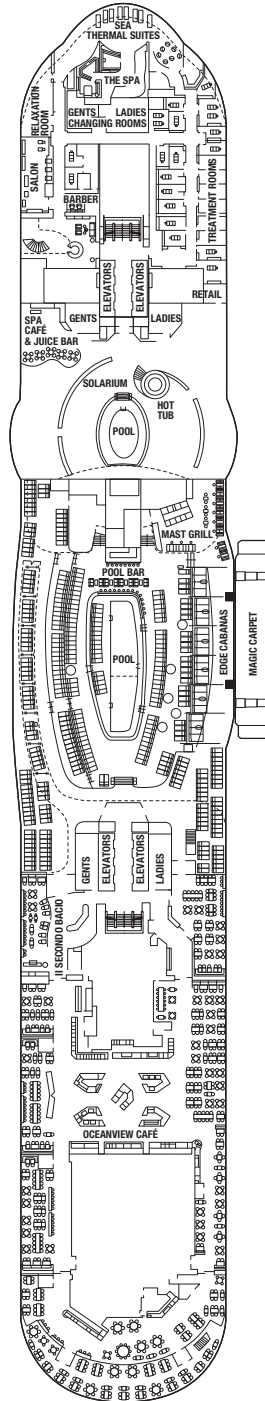 SEA
THERMAL SUITES
THE SPA
GENTS
LADIES
CHANGING ROOMS
RELAXATION
ROOM
SALON
BARBER
TREATMENT ROOMS
ELEVATORS
ELEVATORS
RETAIL
SPA
CAFÉ
& JUICE BAR
GENTS
LADIES
SOLARIUM
HOT
TUB
POOL
MAST GRILL
POOL BAR
POOL
EDGE CABANAS
MAGIC CARPET
GENTS
ELEVATORS
ELEVATORS
LADIES
II SECONDO BACIO
OCEANVIEW CAFÉ